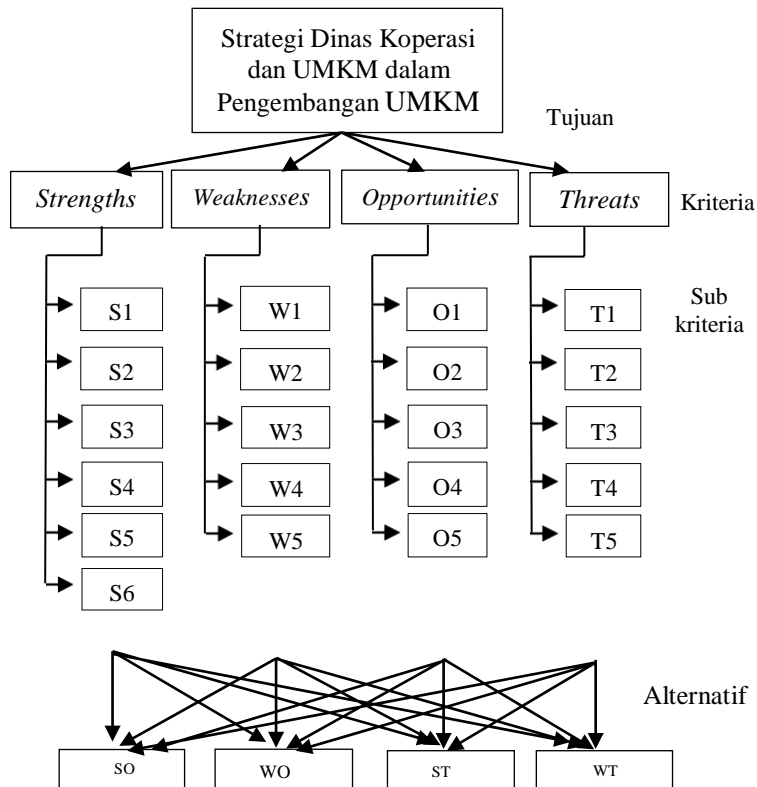 Strategi Dinas Koperasi
dan UMKM dalam
Pengembangan UMKM
Tujuan
Strengths
Weaknesses
Opportunities
Threats
Kriteria
Sub
kriteria
S1
W1
O1
T1
S2
W2
O2
T2
S3
W3
O3
T3
S4
W4
O4
T4
S5
W5
O5
T5
S6
Alternatif
SO
WO
ST
WT